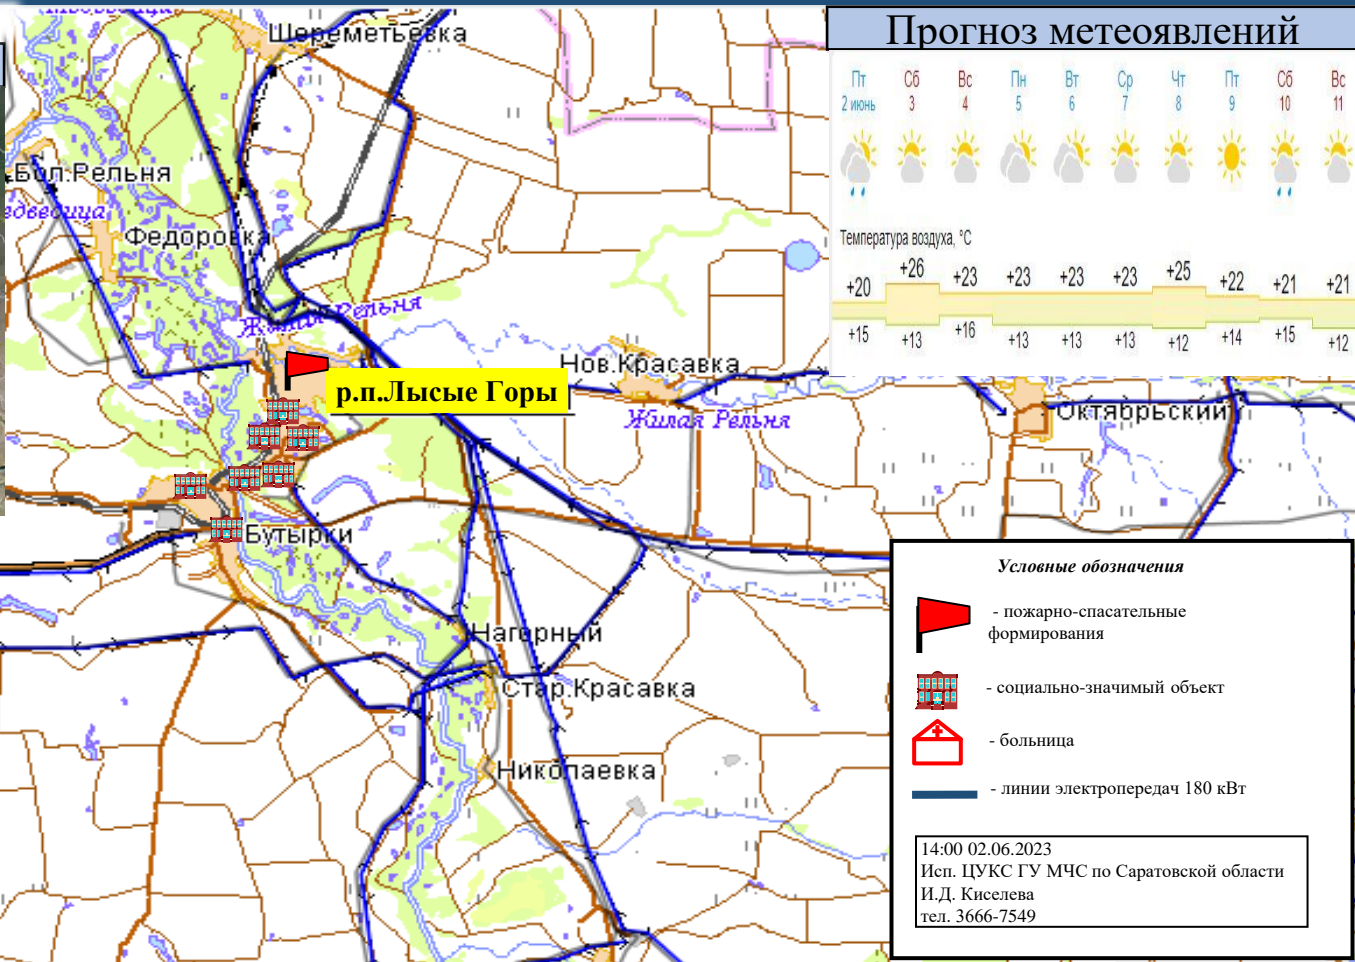 Прогноз метеоявлений
Пт Сб Вс Пн Вт Ср Чт Пт Сб Вс
2 июнь 3 4 5 6 7 8 9 10 11
Температура воздуха, °C
+20 +26 +23 +23 +23 +23 +25 +22 +21 +21
+15 +13 +16 +13 +13 +13 +12 +14 +15 +12
Шереметьевка
Бол.Рельня
Федоровка
Жилая Рельня
р.п.Лысые Горы
Нов.Красавка
Жилая Рельня
Октябрьский
Бутырки
Нагорный
Стар.Красавка
Николаевка
Условные обозначения
- пожарно-спасательные
формирования
- социально-значимый объект
- больница
- линии электропередач 180 кВт
14:00 02.06.2023
Исп. ЦУКС ГУ МЧС по Саратовской области
И.Д. Киселева
тел. 3666-7549